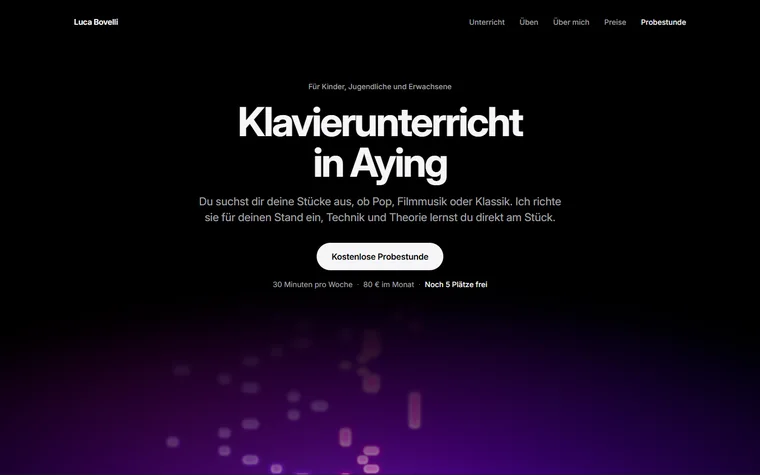 Luca Bovelli
Unterricht Üben Über mich Preise Probestunde
Für Kinder, Jugendliche und Erwachsene
Klavierunterricht
in Aying
Du suchst dir deine Stücke aus, ob Pop, Filmmusik oder Klassik. Ich richte
sie für deinen Stand ein, Technik und Theorie lernst du direkt am Stück.
Kostenlose Probestunde
30 Minuten pro Woche · 80 € im Monat · Noch 5 Plätze frei